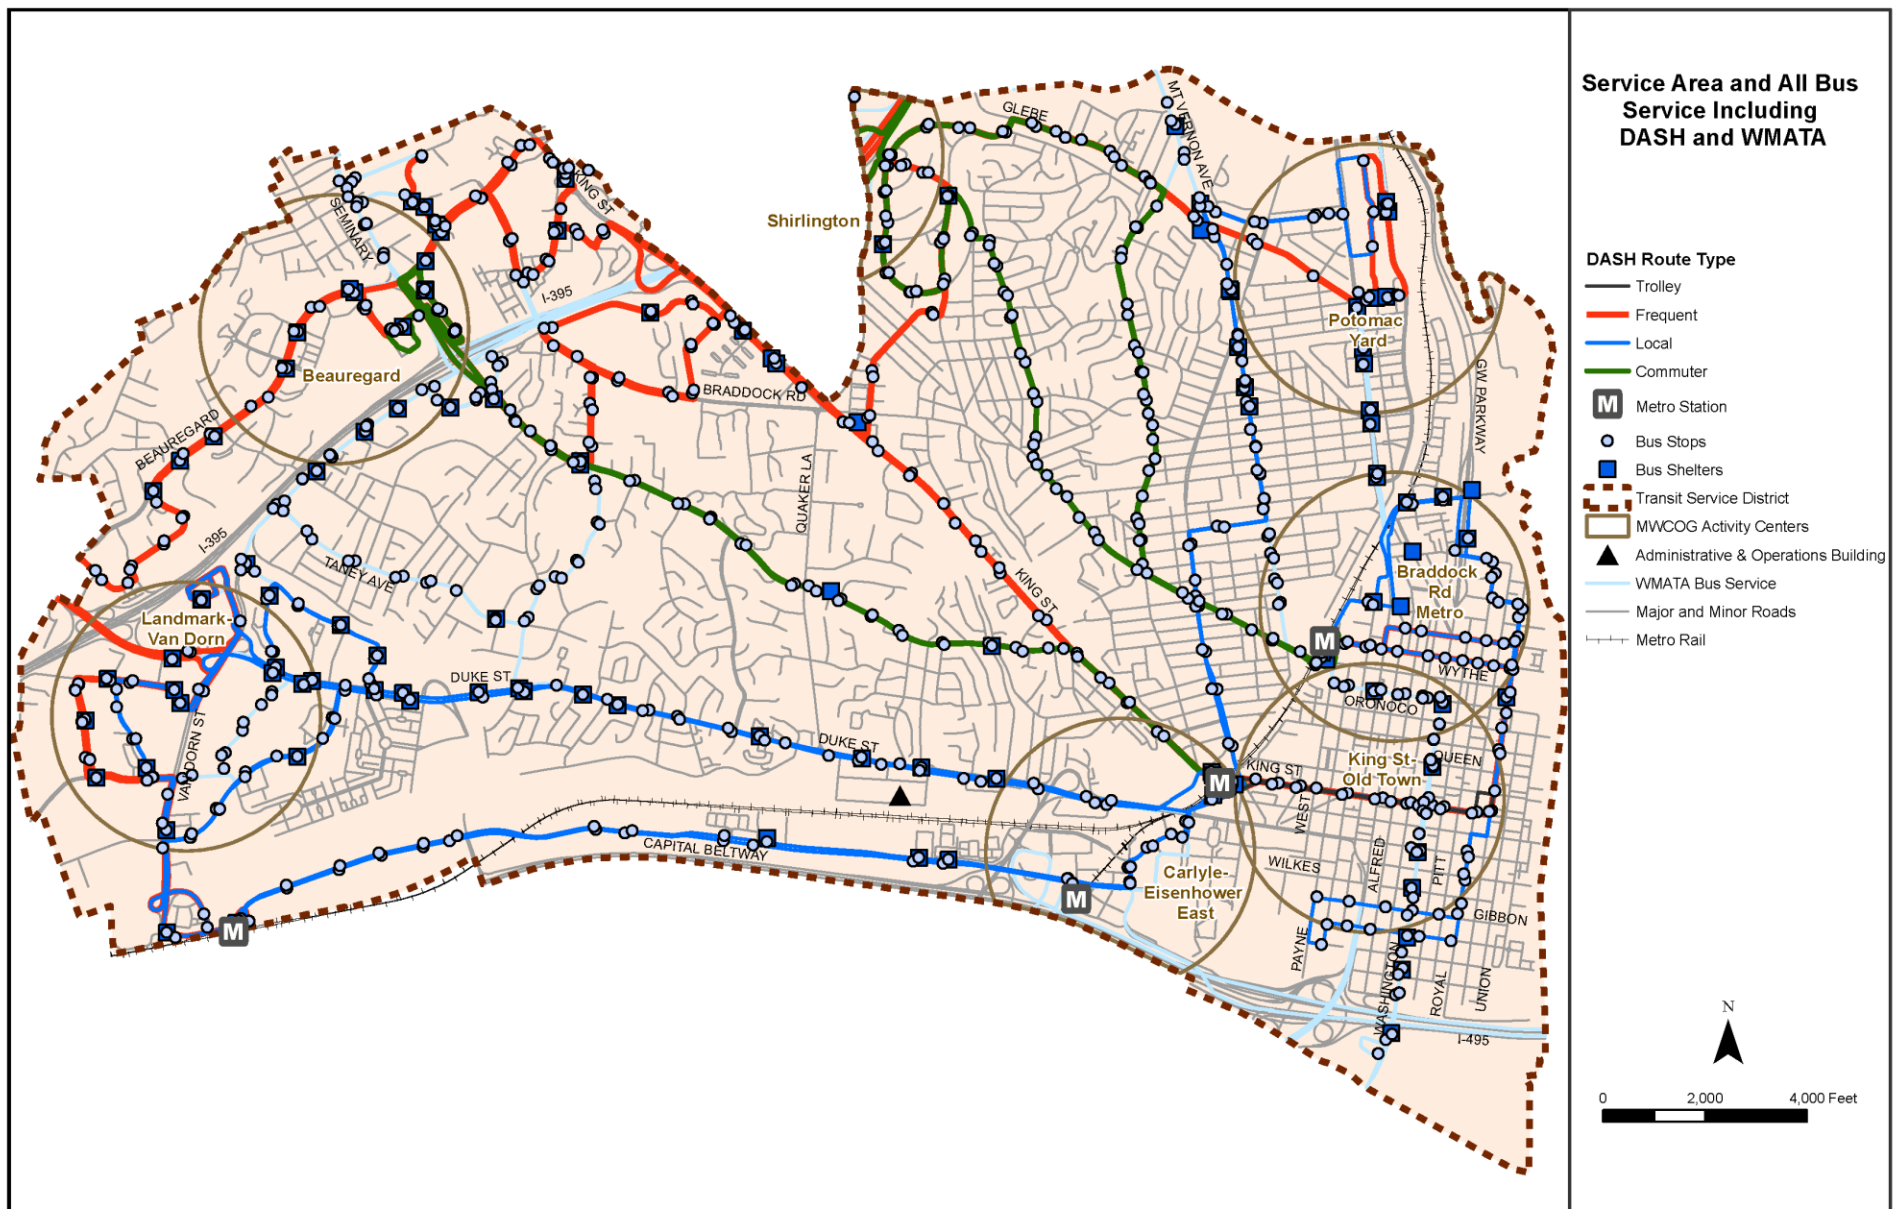 Service Area and All Bus
Service Including
DASH and WMATA
DASH Route Type
Trolley
Frequent
Local
Commuter
M Metro Station
Bus Stops
Bus Shelters
Transit Service District
MWCOG Activity Centers
Administrative & Operations Building
WMATA Bus Service
Major and Minor Roads
Metro Rail
N
0 2,000 4,000 Feet
GLEBE
MT VERNON AVE
KING ST
SEMINARY
Shirlington
I-395
Potomac
Yard
Beauregard
BRADDOCK RD
GW PARKWAY
BEAUREGARD
QUAKER LA
I-395
TANEY AVE
KING ST
Braddock
Rd
Metro
Landmark-
Van Dorn
M
WYTHE
DUKE ST
ORONOCO
VAN DORN ST
DUKE ST
QUEEN
King St-
Old Town
KING ST
M
WEST
CAPITAL BELTWAY
WILKES
ALFRED
PITT
Carlyle-
Eisenhower
East
M
M
GIBBON
PAYNE
WASHINGTON
ROYAL
UNION
I-495